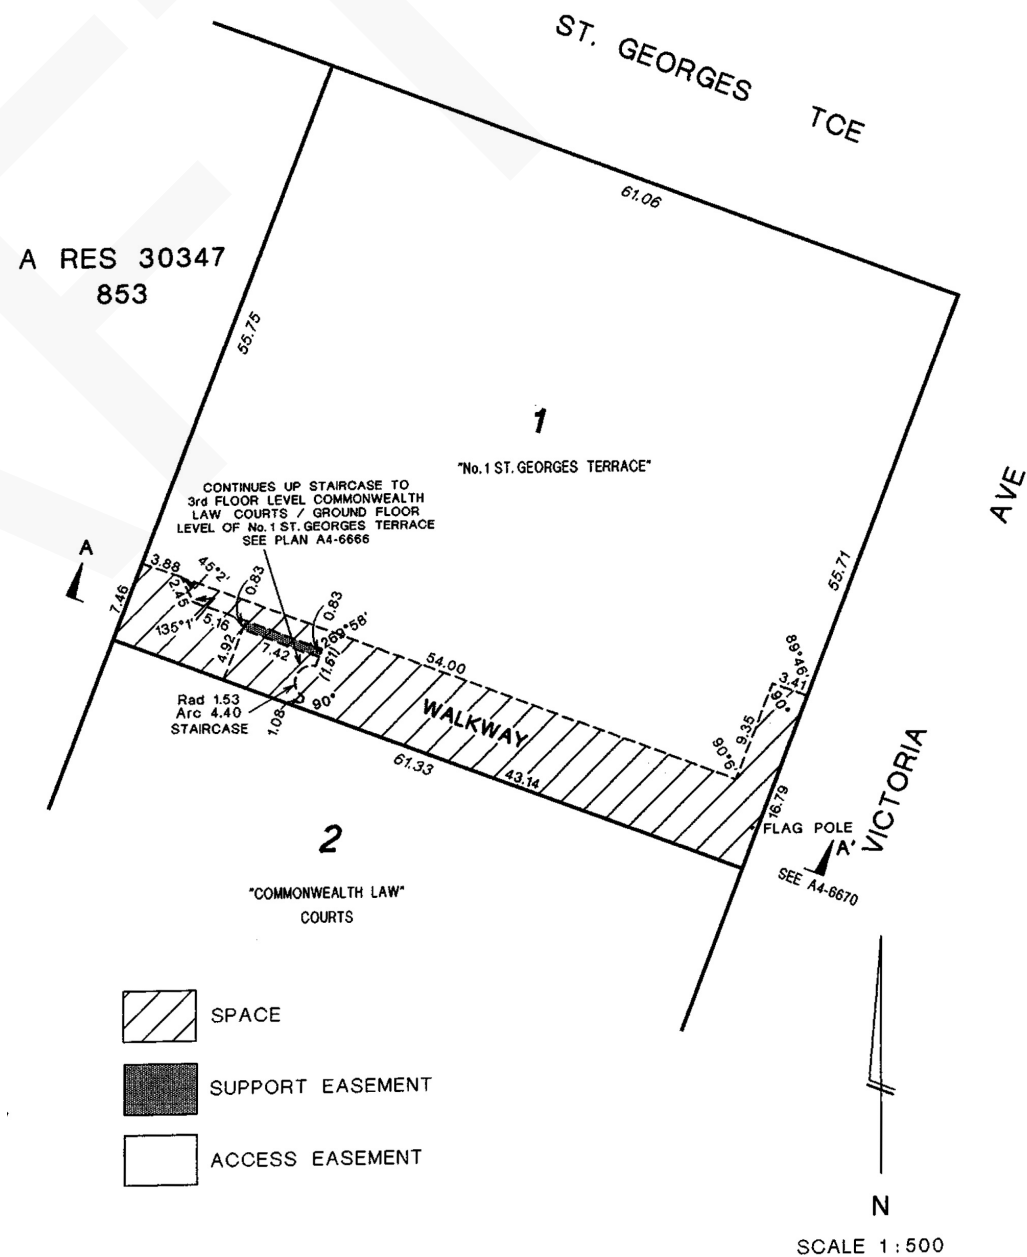 ST. GEORGES TCE
61.06
A RES 30347
853
55.75
1
"No.1 ST.GEORGES TERRACE"
AVE
CONTINUES UP STAIRCASE TO
3rd FLOOR LEVEL COMMONWEALTH
LAW COURTS / GROUND FLOOR
LEVEL OF No.1 ST.GEORGES TERRACE
SEE PLAN A4-6666
A
55.71
3.88
45°2'
0.83
0.83
7.46
2.45
135°1'
5.16
269°58'
4.92
7.42
(1.61)
54.00
89°46'
3.41
90°
Rad 1.53
Arc 4.40
STAIRCASE
1.08
90°
WALKWAY
9.35
90°6'
61.33
43.14
16.79
VICTORIA
FLAG POLE
A'
SEE A4-6670
2
"COMMONWEALTH LAW"
COURTS
SPACE
SUPPORT EASEMENT
ACCESS EASEMENT
N
SCALE 1:500